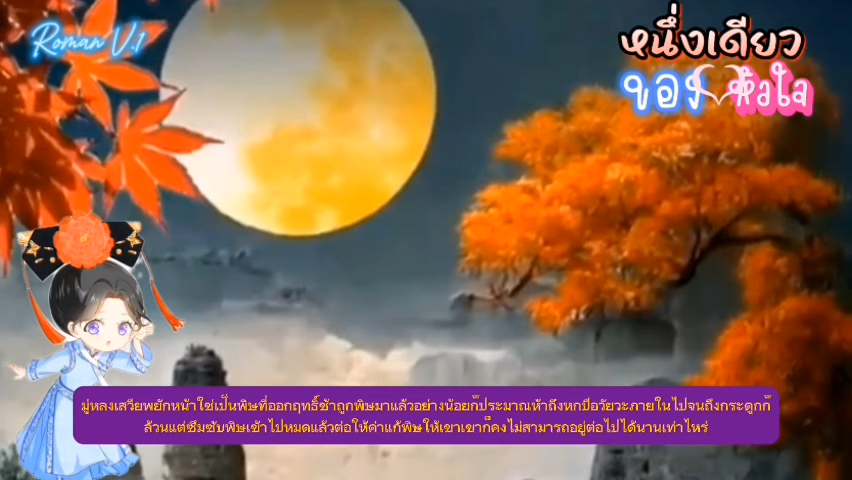 Roman V.1
หนึ่งเดียว
ของหัวใจ
มู่หลงเสวียพยักหน้าใช่เป็นพิษที่ออกฤทธิ์ช้าถูกพิษมาแล้วอย่างน้อยก็ประมาณห้าถึงหกปีอวัยวะภายในไปจนถึงกระดูกก็
ล้วนแต่ซึมซับพิษเข้าไปหมดแล้วต่อให้ค่าแก้พิษให้เขาเขาก็คงไม่สามารถอยู่ต่อไปได้นานเท่าไหร่